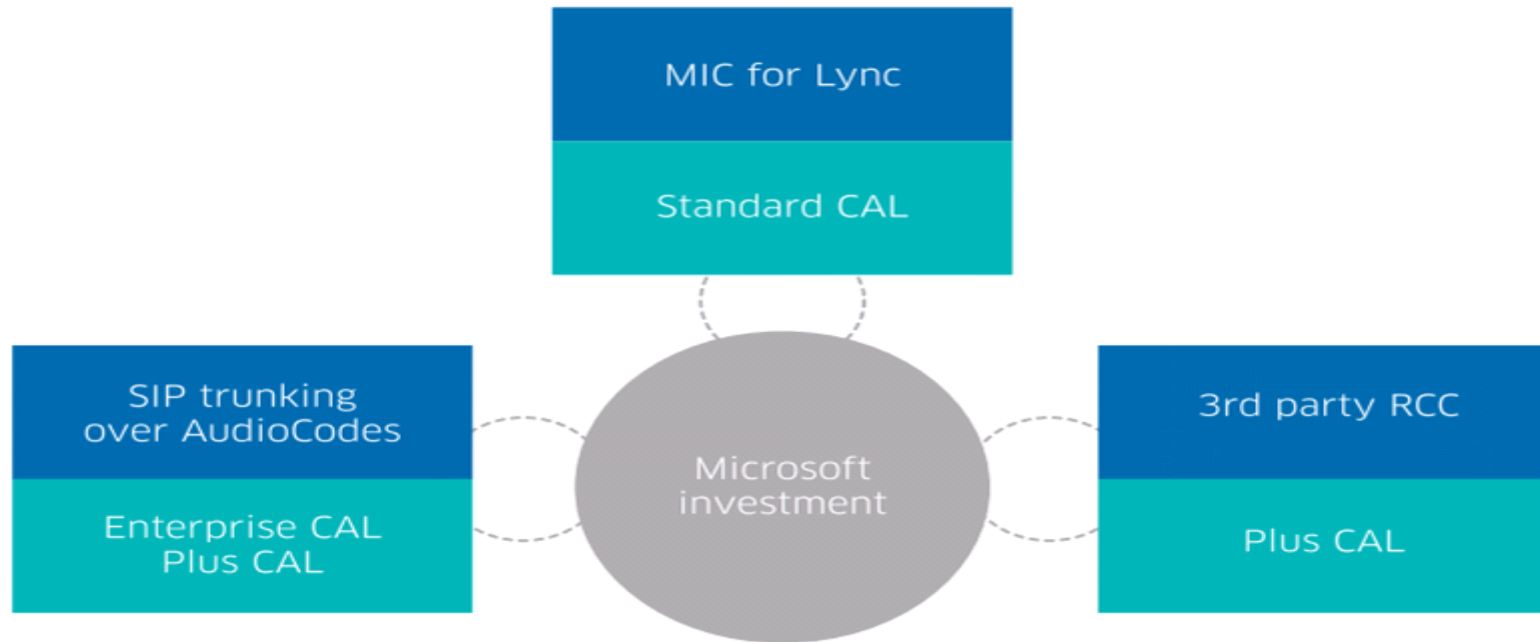 MIC for Lync
Standard CAL
SIP trunking
over AudioCodes
Enterprise CAL
Plus CAL
Microsoft
investment
3rd party RCC
Plus CAL